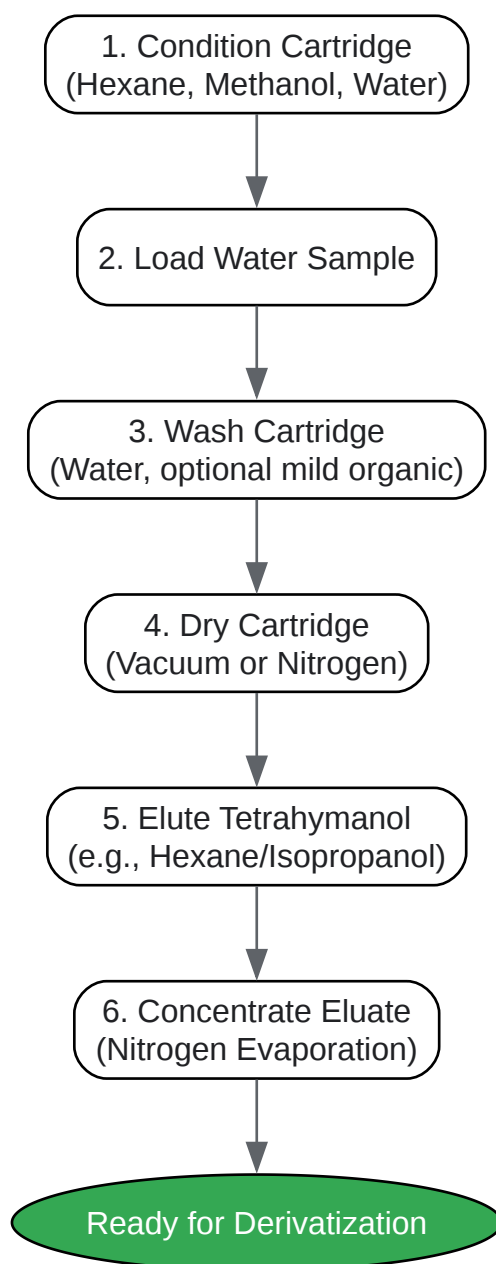 1. Condition Cartridge
(Hexane, Methanol, Water)
2. Load Water Sample
3. Wash Cartridge
(Water, optional mild organic)
4. Dry Cartridge
(Vacuum or Nitrogen)
5. Elute Tetrahymanol
(e.g., Hexane/Isopropanol)
6. Concentrate Eluate
(Nitrogen Evaporation)
Ready for Derivatization